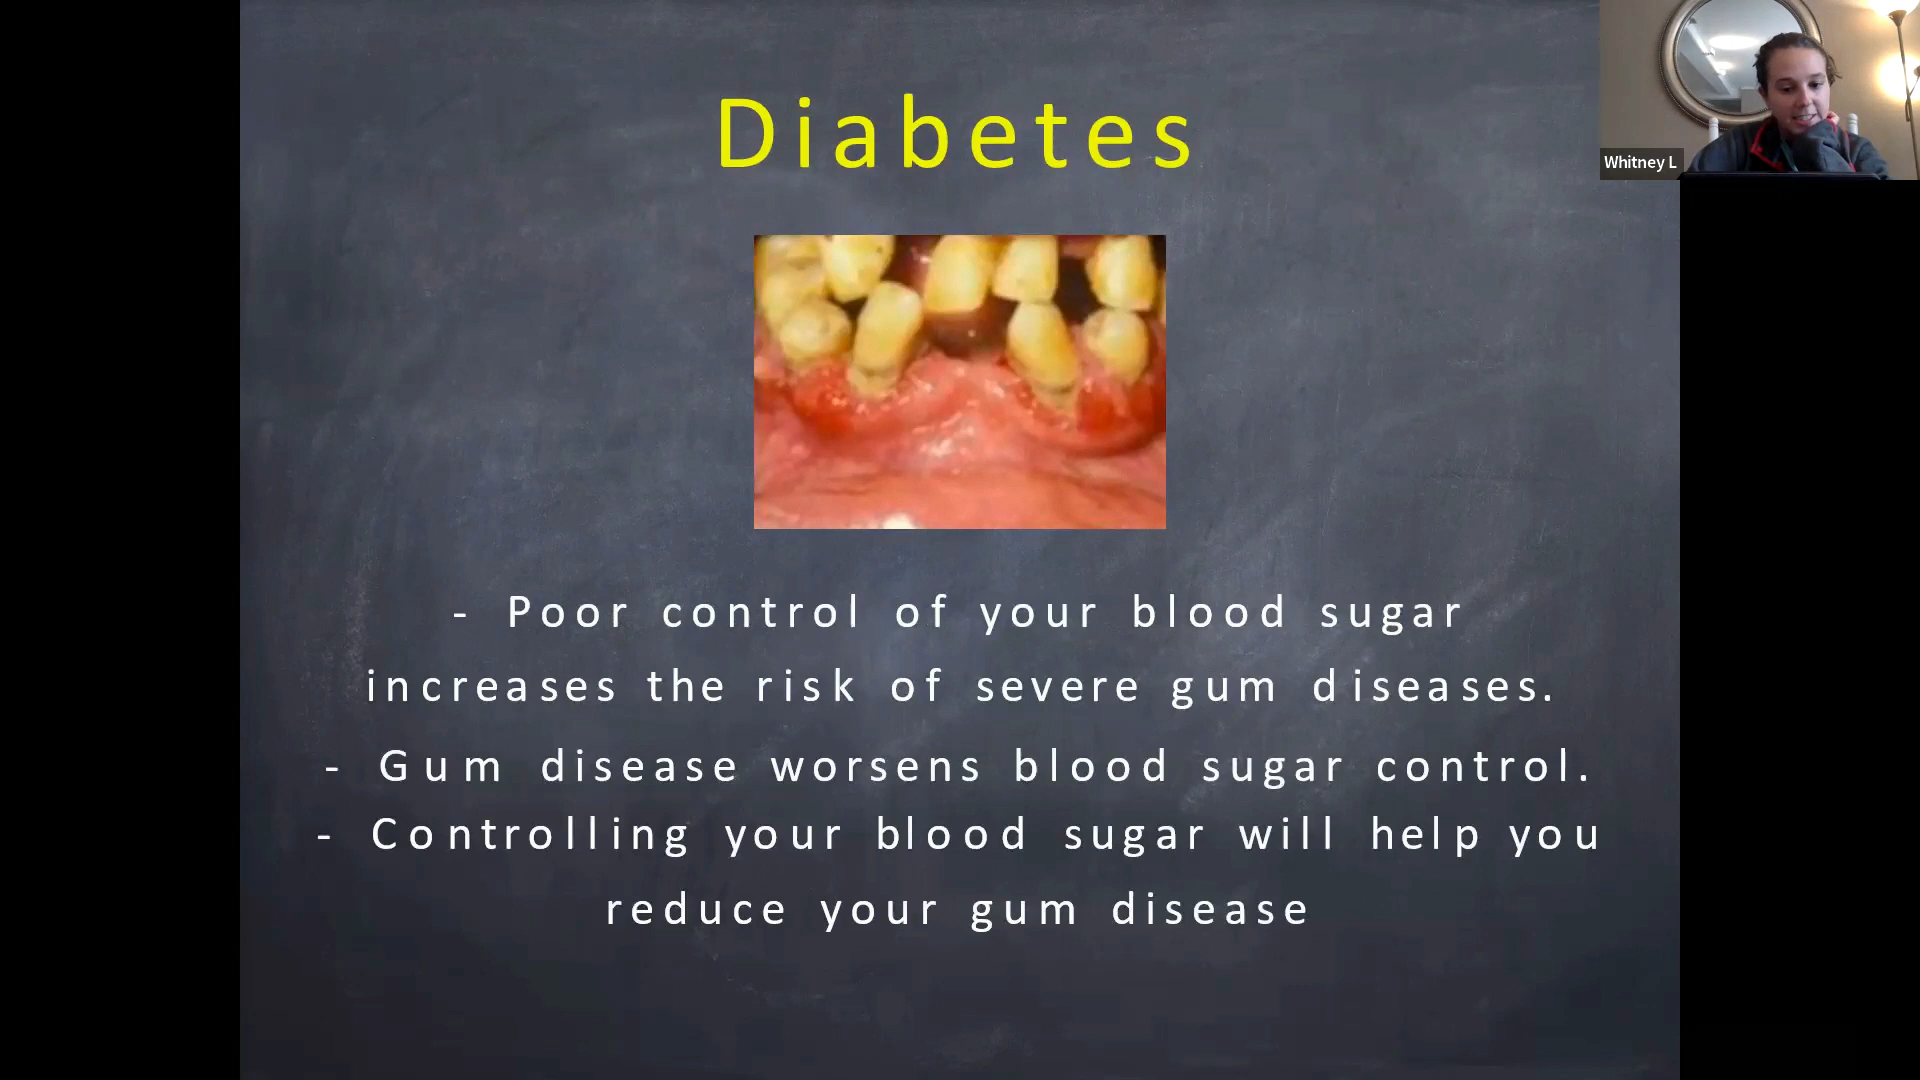 Diabetes
Whitney L
- Poor control of your blood sugar
increases the risk of severe gum diseases.
- Gum disease worsens blood sugar control.
- Controlling your blood sugar will help you
reduce your gum disease